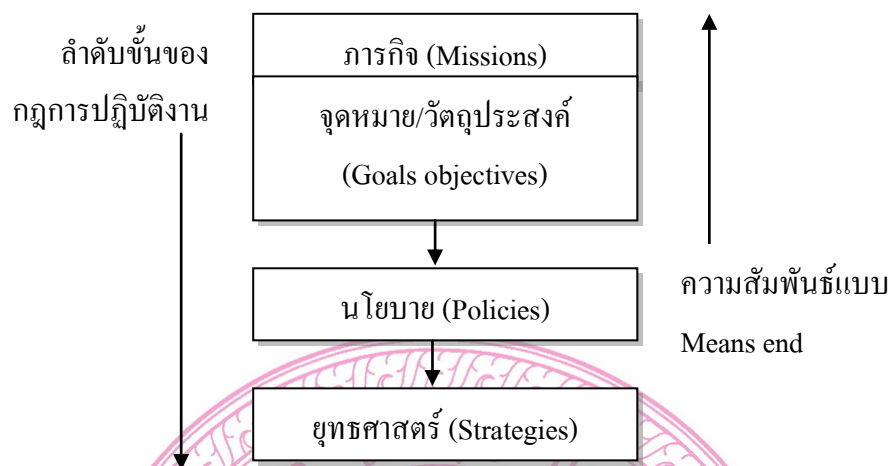 ลำดับขั้นของ
กฎการปฏิบัติงาน
ภารกิจ (Missions)
จุดหมาย/วัตถุประสงค์
(Goals objectives)
นโยบาย (Policies)
ยุทธศาสตร์ (Strategies)
ความสัมพันธ์แบบ
Means end